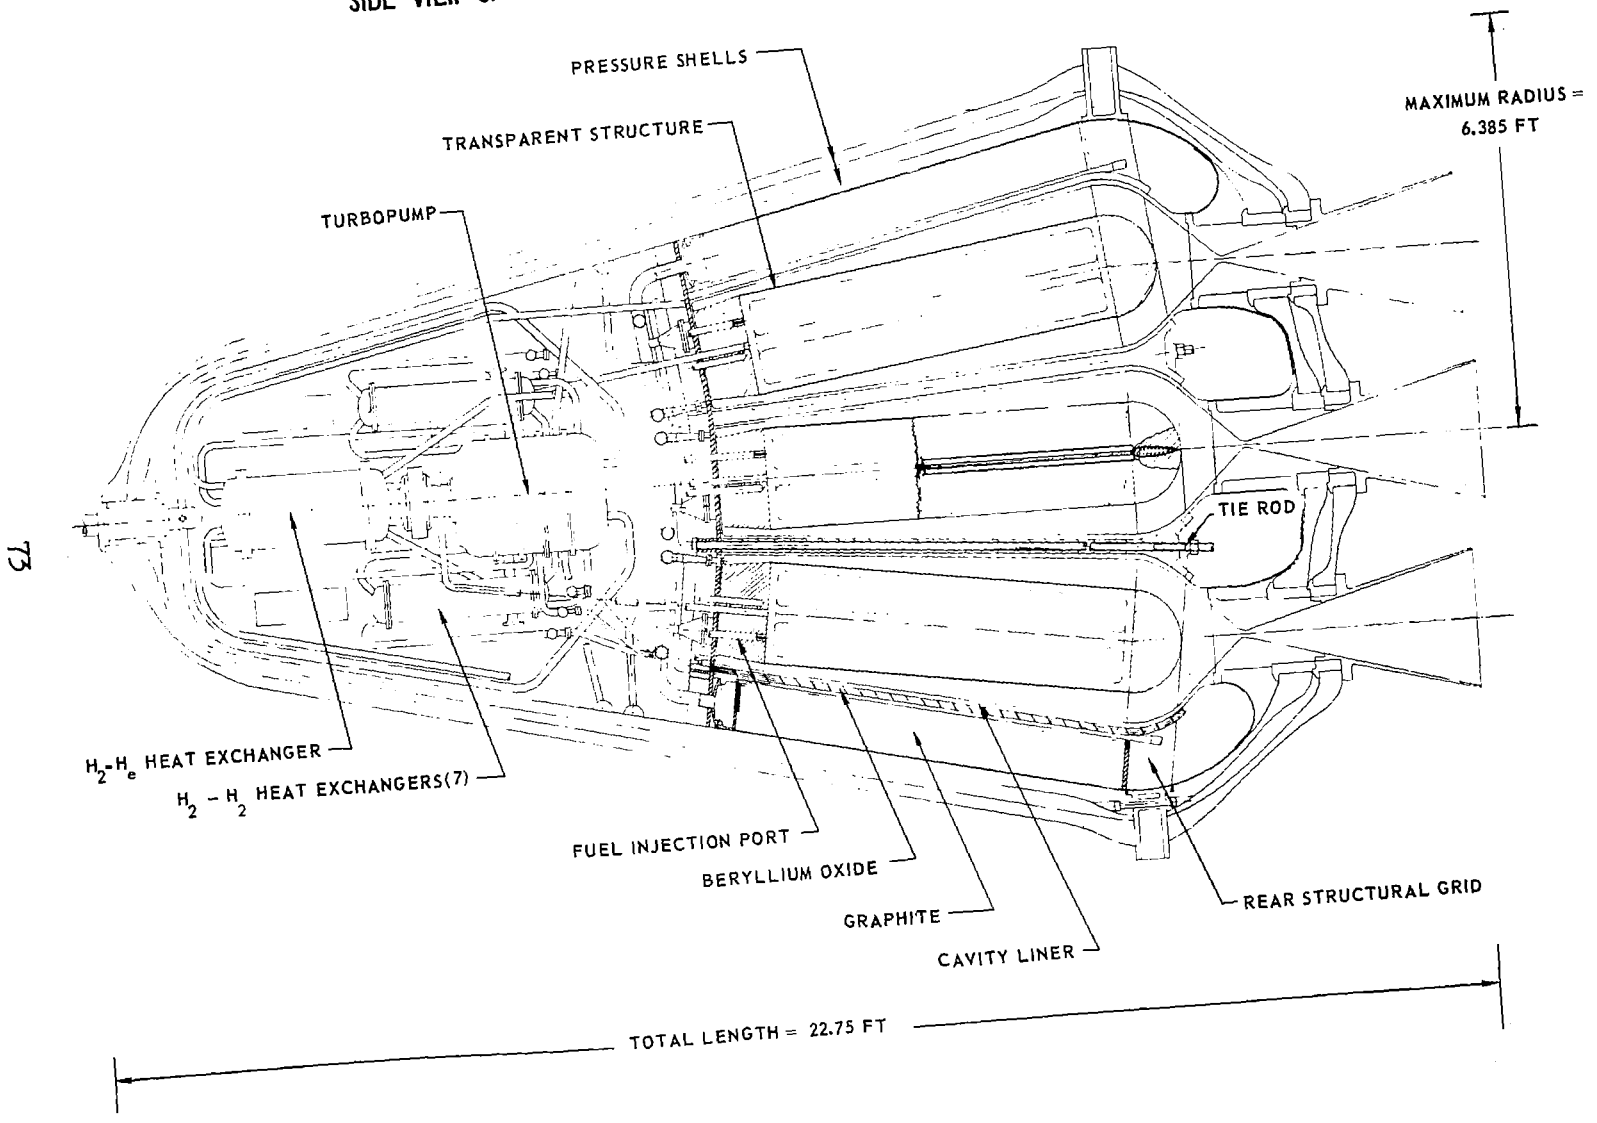 SIDE VIEW
PRESSURE SHELLS
TRANSPARENT STRUCTURE
TURBOPUMP
MAXIMUM RADIUS =
6.385 FT
TIE ROD
73
H2-He HEAT EXCHANGER
H2 - H2 HEAT EXCHANGERS(7)
FUEL INJECTION PORT
BERYLLIUM OXIDE
GRAPHITE
CAVITY LINER
REAR STRUCTURAL GRID
TOTAL LENGTH = 22.75 FT